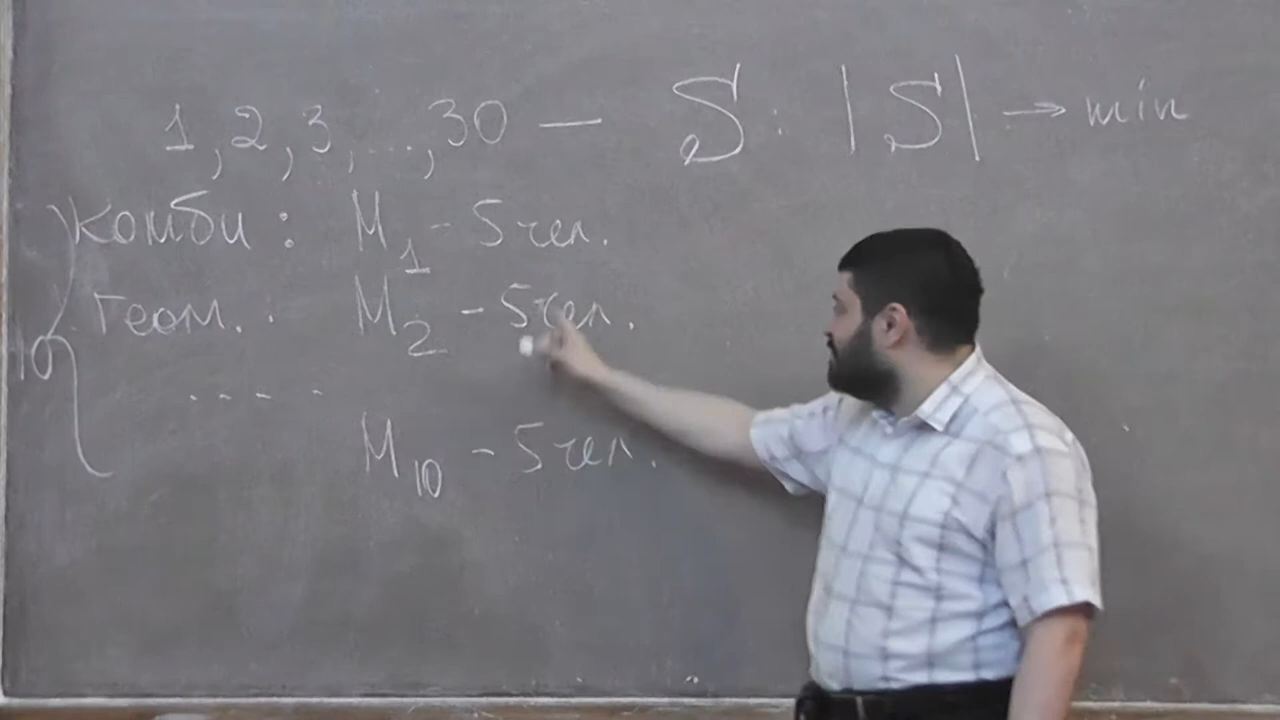 1, 2, 3, ..., 30 — S: |S| → min
Комби: M₁ - 5 чел.
Геом.: M₂ - 5 чел.
10 . . . .
M₁₀ - 5 чел.